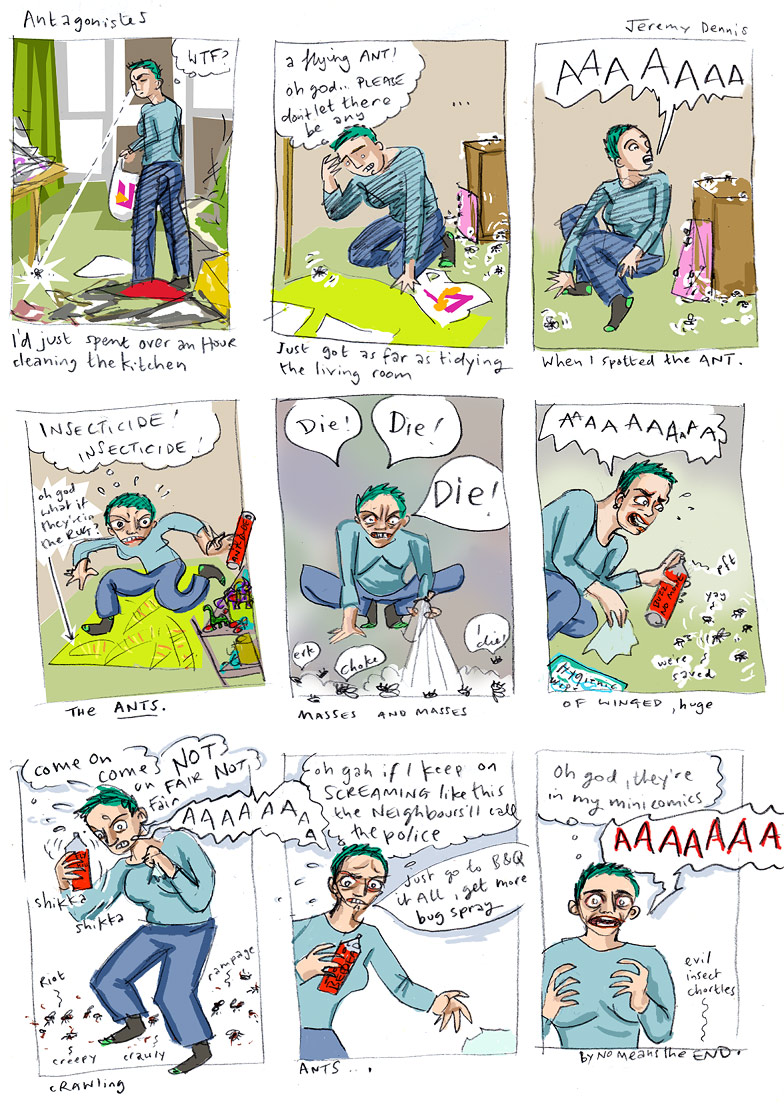 Antagonistes
Jeremy Dennis
WTF?
I'd just spent over an Hour
cleaning the kitchen
a flying ANT!
oh god... PLEASE
don't let there
be any
...
Just got as far as tidying
the living room
AAAAAAA
When I spotted the ANT.
INSECTICIDE!
INSECTICIDE!
oh god
what if
they're in
the RUG?
THE ANTS.
Die!
Die!
Die!
erk
choke
I
die!
MASSES AND MASSES
AAAAAAAAA
pft
yay
were
saved
Hygienic
Wipe
OF WINGED, huge
come on
comes
on
NOT
FAIR NOT
fair
AAAAAAA
shikka
shikka
Riot
rampage
creepy
crawly
CRAWLING
oh gah if I keep on
SCREAMING like this
the NEighbours'll call
the police
Just go to B&Q
it All, get more
bug spray
ANTS...
Oh god, they're
in my minicomics
AAAAAAA
evil
insect
chortles
by NO means the END.